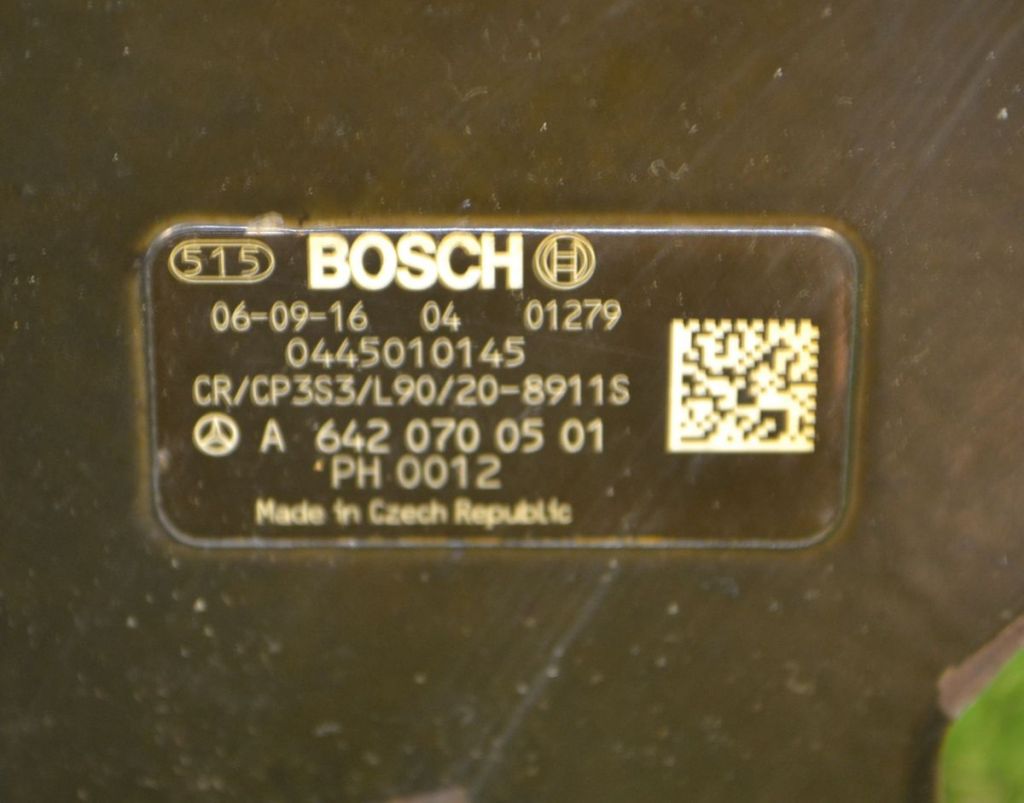 515 BOSCH
06-09-16 04 01279
0445010145
CR/CP3S3/L90/20-8911S
A 642 070 05 01
PH 0012
Made in Czech Republic